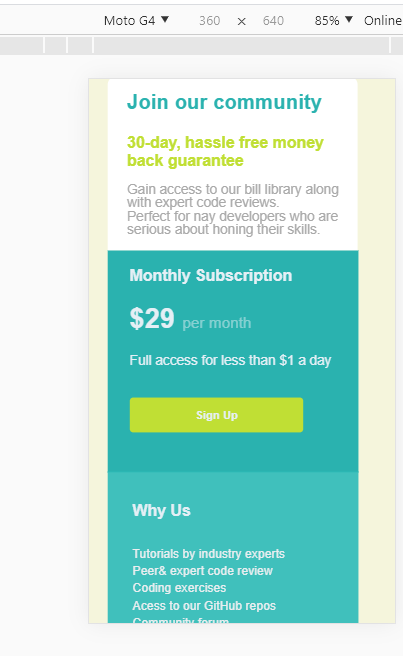 Moto G4 ▼ 360 × 640 85% ▼ Online
Join our community
30-day, hassle free money
back guarantee
Gain access to our bill library along
with expert code reviews.
Perfect for nay developers who are
serious about honing their skills.
Monthly Subscription
$29 per month
Full access for less than $1 a day
Sign Up
Why Us
Tutorials by industry experts
Peer& expert code review
Coding exercises
Acess to our GitHub repos
Community forum